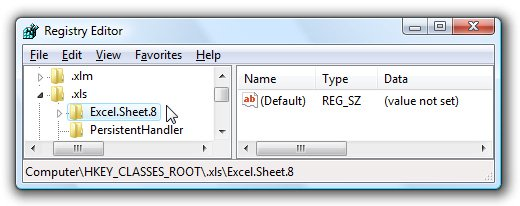 Registry Editor
File Edit View Favorites Help
.xlm
.xls
Excel.Sheet.8
PersistentHandler
Name Type Data
ab (Default) REG_SZ (value not set)
Computer\HKEY_CLASSES_ROOT\.xls\Excel.Sheet.8